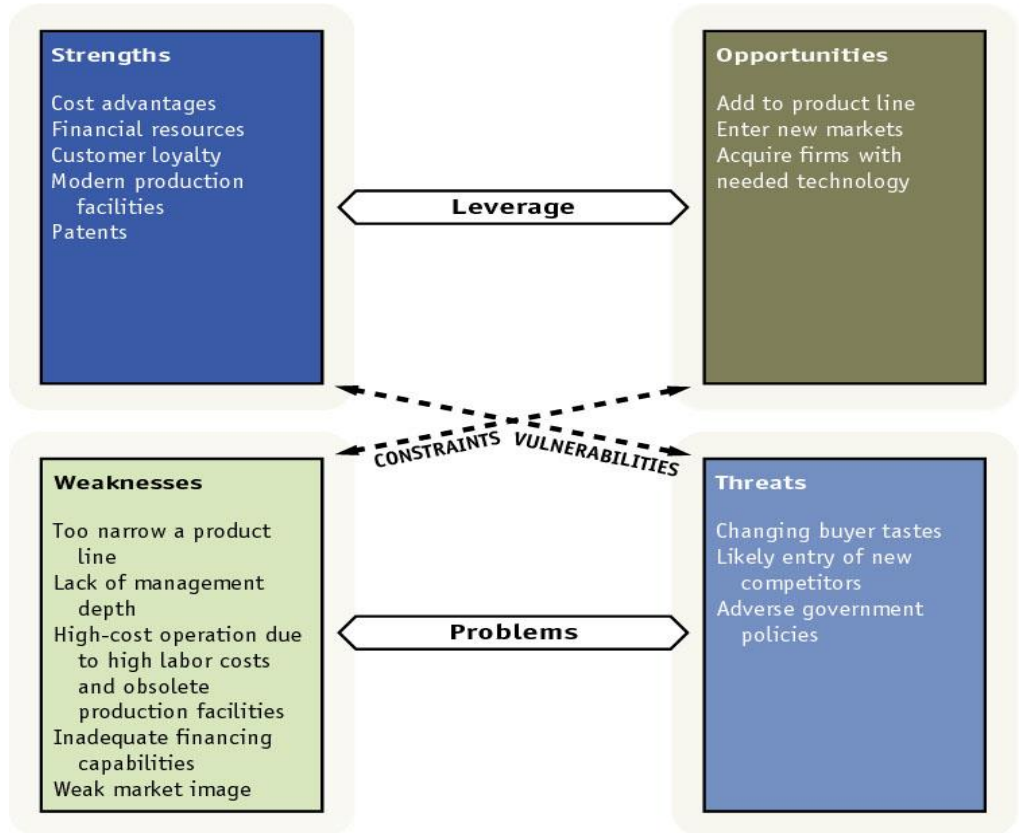 Strengths
Cost advantages
Financial resources
Customer loyalty
Modern production
facilities
Patents
Leverage
Opportunities
Add to product line
Enter new markets
Acquire firms with
needed technology
CONSTRAINTS
VULNERABILITIES
Weaknesses
Too narrow a product
line
Lack of management
depth
High-cost operation due
to high labor costs
and obsolete
production facilities
Inadequate financing
capabilities
Weak market image
Problems
Threats
Changing buyer tastes
Likely entry of new
competitors
Adverse government
policies